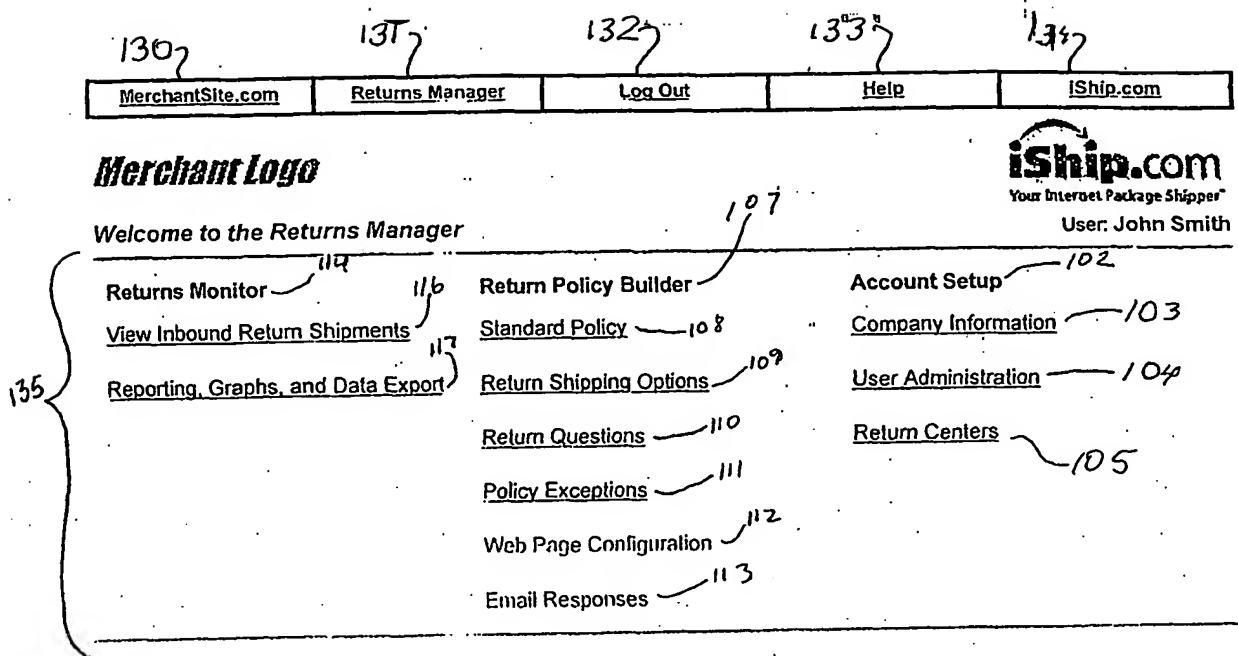 130 131 132 133 134
MerchantSite.com Returns Manager Log Out Help iShip.com
Merchant Logo iShip.com
Your Internet Package Shipper
107
Welcome to the Returns Manager User: John Smith
Returns Monitor 114 Return Policy Builder Account Setup 102
116
View Inbound Return Shipments Standard Policy 108 Company Information 103
117
Reporting, Graphs, and Data Export Return Shipping Options 109 User Administration 104
135
Return Questions 110 Return Centers 105
Policy Exceptions 111
Web Page Configuration 112
Email Responses 113